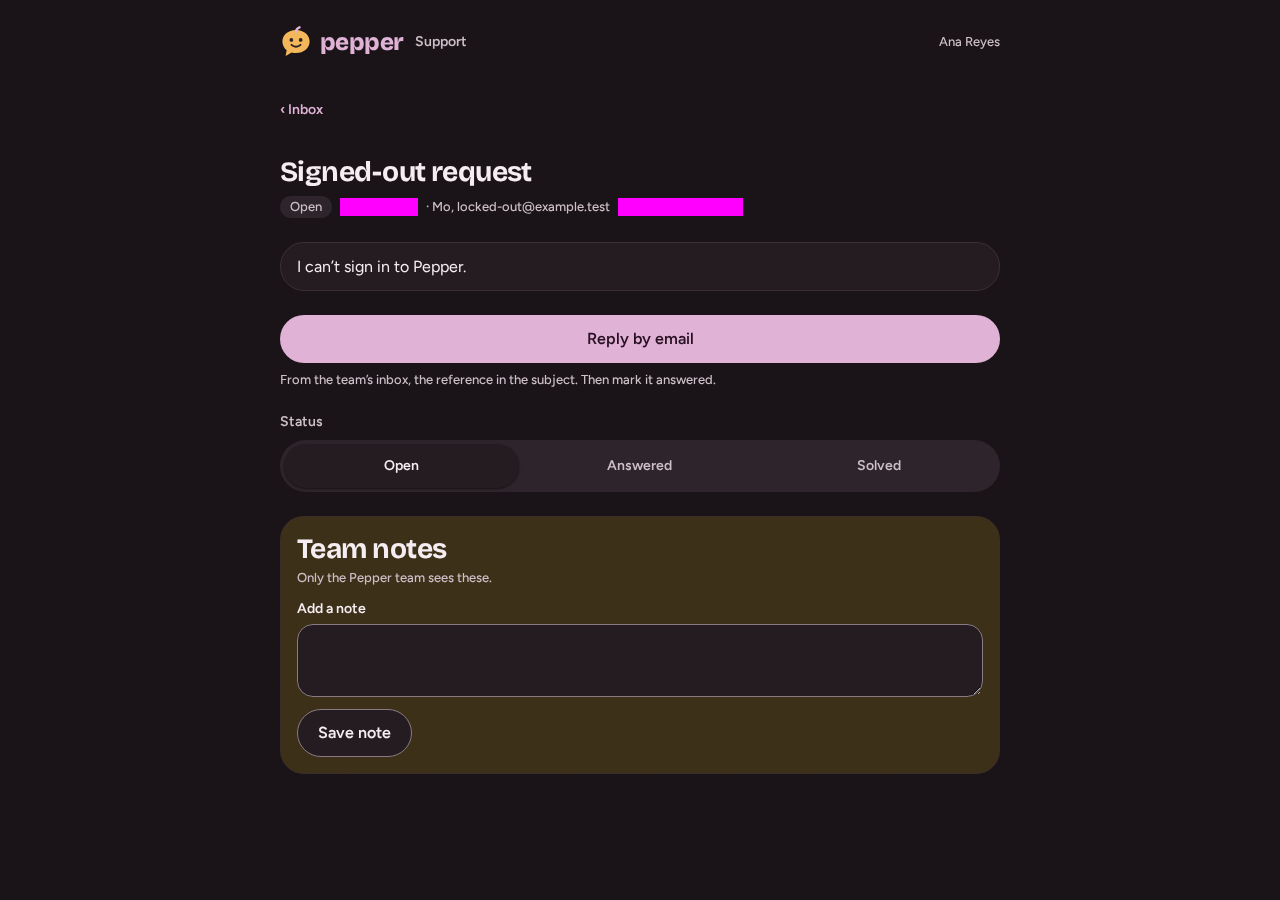 pepper Support
Ana Reyes
‹ Inbox
Signed-out request
Open · Mo, locked-out@example.test
I can’t sign in to Pepper.
Reply by email
From the team’s inbox, the reference in the subject. Then mark it answered.
Status
Open Answered Solved
Team notes
Only the Pepper team sees these.
Add a note
Save note